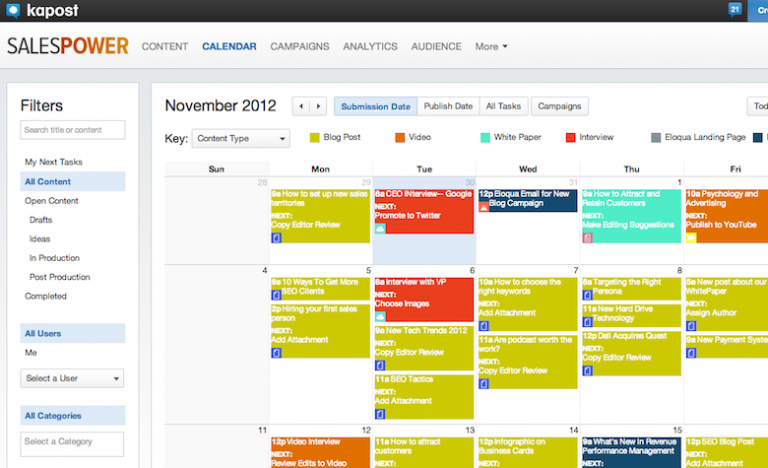 kapost
21
SALESPOWER
CONTENT
CALENDAR
CAMPAIGNS
ANALYTICS
AUDIENCE
More
Filters
Search title or content
My Next Tasks
All Content
Open Content
Drafts
Ideas
In Production
Post Production
Completed
All Users
Me
Select a User
All Categories
Select a Category
November 2012
Submission Date
Publish Date
All Tasks
Campaigns
Key:
Content Type
Blog Post
Video
White Paper
Interview
Eloqua Landing Page
Sun Mon Tue Wed Thu Fri
28 29 30 31 1
9a How to set up new sales
territories
NEXT:
Copy Editor Review
8a CEO INterview-- Google
NEXT:
Promote to Twitter
12p Eloqua Email for New
Blog Campaign
9a How to Attract and
Retain Customers
NEXT:
Make Editing Suggestions
10a Psychology and
Advertising
NEXT:
Publish to YouTube
4 5 6 7 8
9a 10 Ways To Get More
SEO Clients
2p Hiring your first sales
person
NEXT:
Add Attachment
8a Interview with VP
NEXT:
Choose Images
9a New Tech Trends 2012
NEXT:
Copy Editor Review
11a SEO Tactics
NEXT:
Add Attachment
10a How to choose the
right keywords
NEXT:
Add Attachment
11a Are podcast worth the
work?
NEXT:
Copy Editor Review
8a Targeting the Right
Persona
11a New Hard Drive
Technology
12p Dell Acquires Quest
NEXT:
Copy Editor Review
8a New post about our
WhitePaper
NEXT:
Assign Author
9a New Payment Syste
11 12 13 14 15
12p Video Interview
NEXT:
Review Edits to Video
11a How to attract
customers
NEXT:
12p Infographic on
Business Cards
NEXT:
9a What's New In Revenue
Performance Management
NEXT:
12p SEO Blog Post
NEXT:
Add Attachment